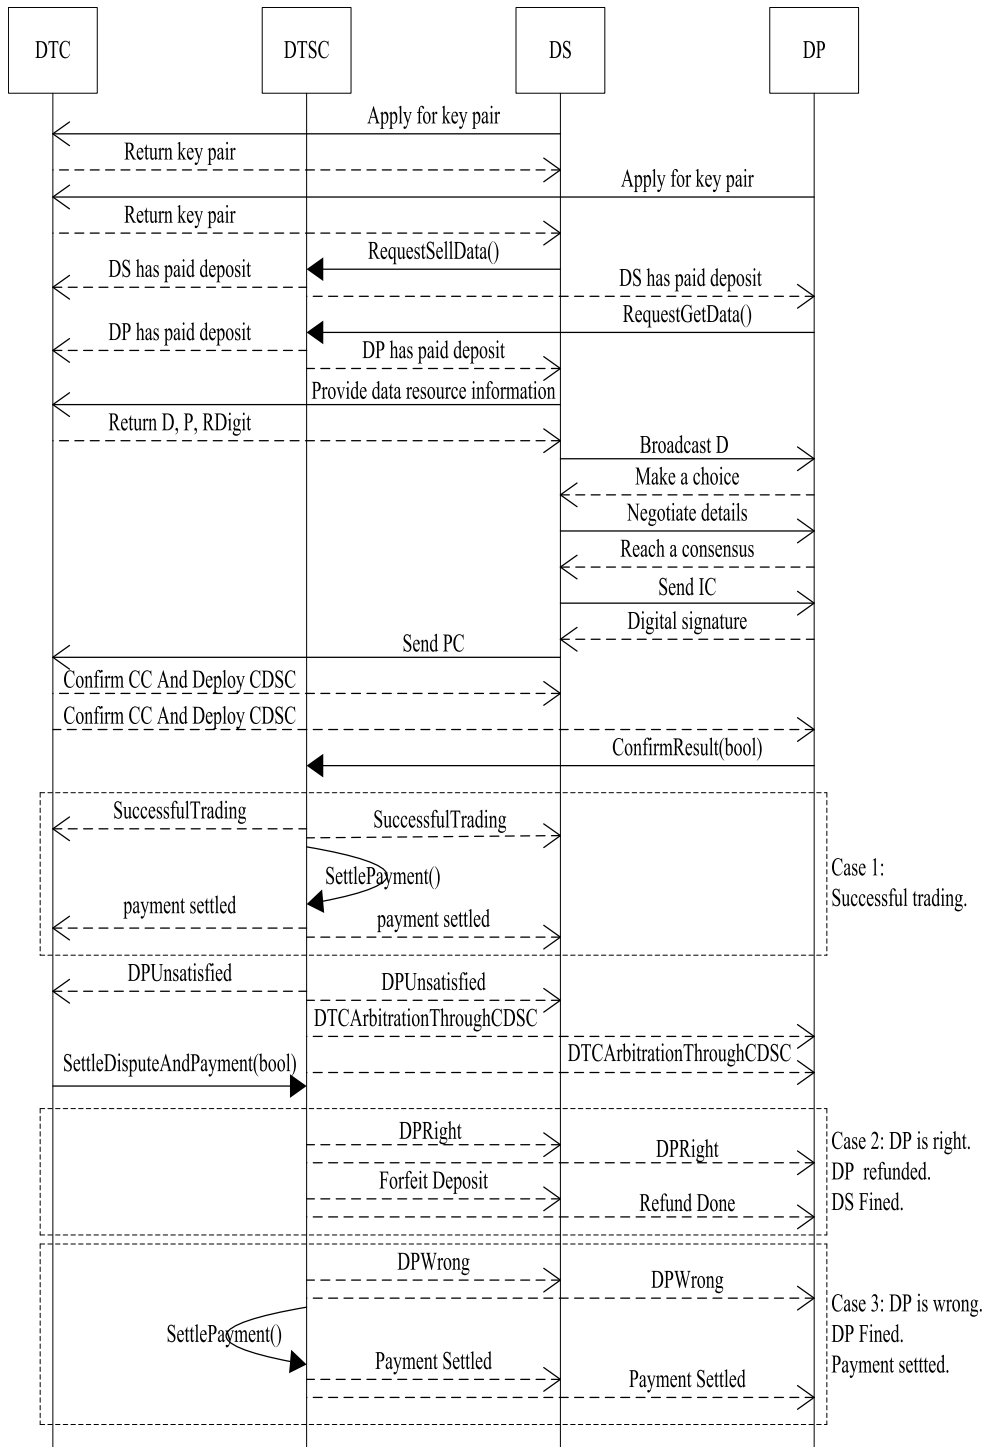 DTC
DTSC
DS
DP
Apply for key pair
Return key pair
Apply for key pair
Return key pair
RequestSellData()
DS has paid deposit
DS has paid deposit
RequestGetData()
DP has paid deposit
DP has paid deposit
Provide data resource information
Return D, P, RDigit
Broadcast D
Make a choice
Negotiate details
Reach a consensus
Send IC
Digital signature
Send PC
Confirm CC And Deploy CDSC
Confirm CC And Deploy CDSC
ConfirmResult(bool)
SuccessfulTrading
SuccessfulTrading
SettlePayment()
Case 1:
Successful trading.
payment settled
payment settled
DPUnsatisfied
DPUnsatisfied
DTCArbitrationThroughCDSC
DTCArbitrationThroughCDSC
SettleDisputeAndPayment(bool)
DPRight
DPRight
Forfeit Deposit
Refund Done
Case 2: DP is right.
DP refunded.
DS Fined.
DPWrong
DPWrong
SettlePayment()
Payment Settled
Payment Settled
Case 3: DP is wrong.
DP Fined.
Payment settted.